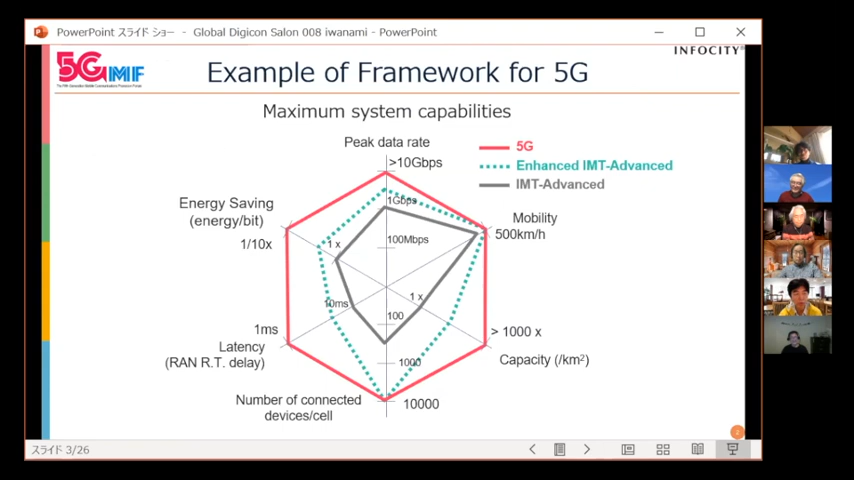 PowerPoint スライド ショー - Global Digicon Salon 008 iwanami - PowerPoint
INFOCITY
5G MF
Example of Framework for 5G
Maximum system capabilities
Peak data rate
>10Gbps
5G
Enhanced IMT-Advanced
IMT-Advanced
1Gbps
Energy Saving
(energy/bit)
1/10x
Mobility
500km/h
1 x
100Mbps
10ms
1 x
100
1ms
Latency
(RAN R.T. delay)
> 1000 x
Capacity (/km²)
1000
Number of connected
devices/cell
10000
2
スライド 3/26